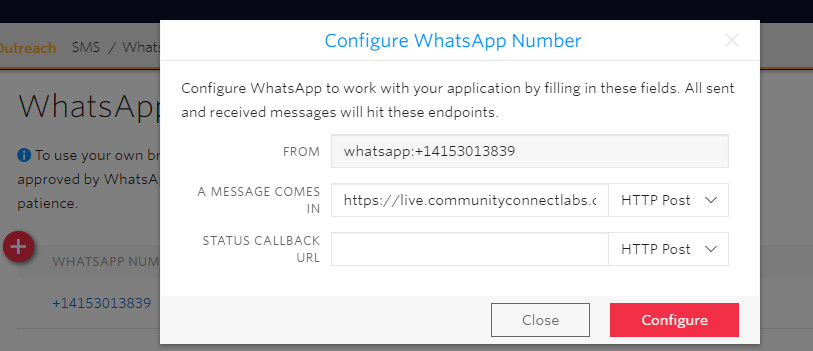 Configure WhatsApp Number
Outreach SMS / Whats
WhatsApp
Configure WhatsApp to work with your application by filling in these fields. All sent
and received messages will hit these endpoints.
FROM whatsapp:+14153013839
To use your own br
approved by WhatsA
patience.
A MESSAGE COMES
IN
https://live.communityconnectlabs.c HTTP Post
STATUS CALLBACK
URL
HTTP Post
WHATSAPP NUM
+14153013839
Close Configure